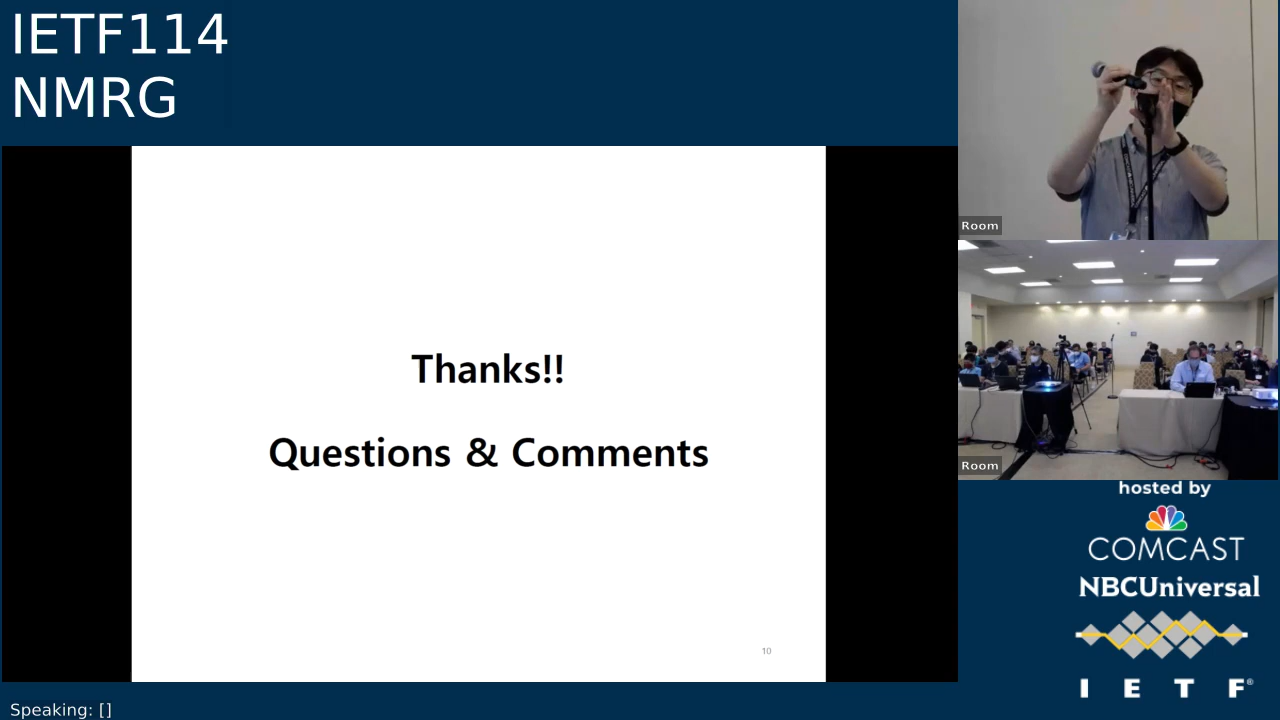 IETF114
NMRG
Thanks!!
Questions & Comments
10
Speaking: []
Room
Room
hosted by
COMCAST
NBCUniversal
I E T F®